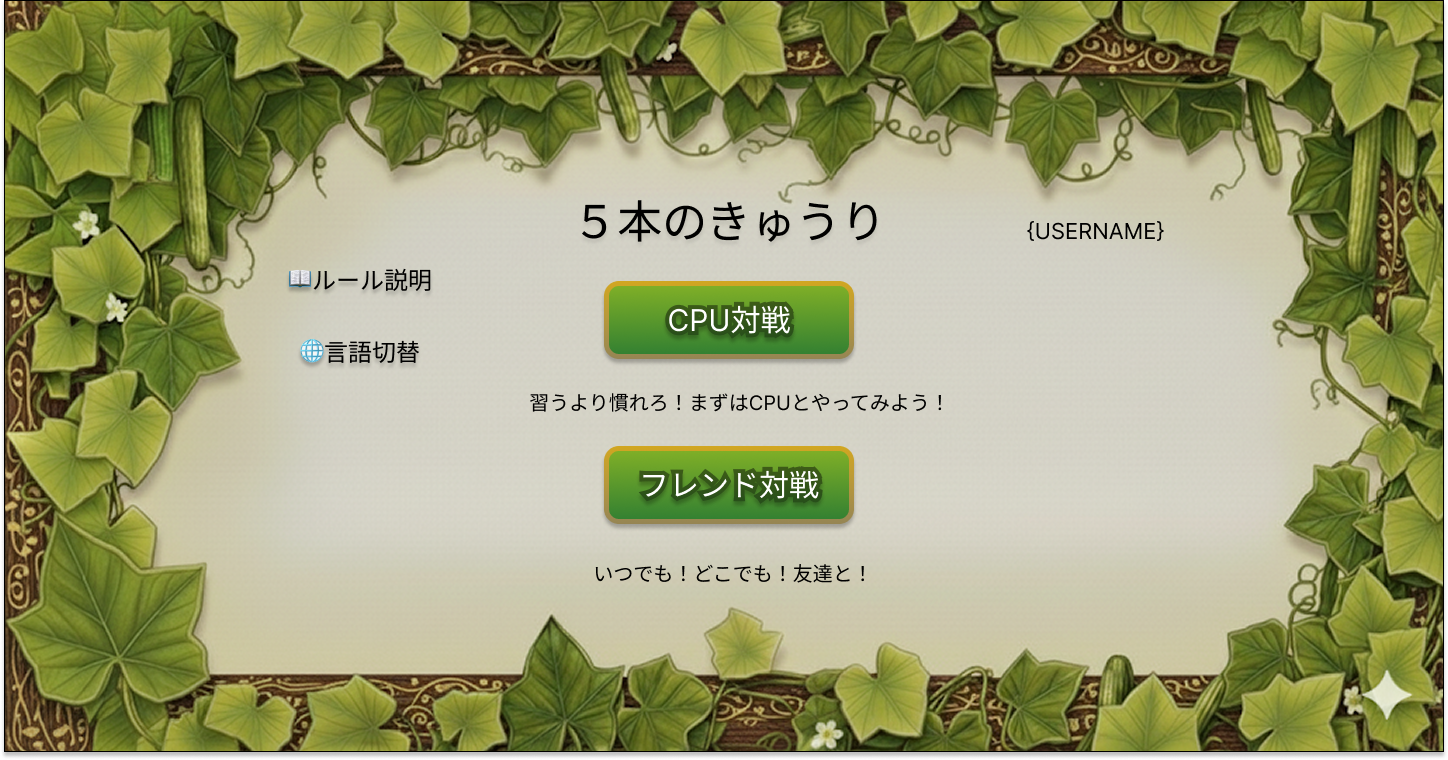 ５本のきゅうり
{USERNAME}
📖ルール説明
CPU対戦
🌐言語切替
習うより慣れろ！まずはCPUとやってみよう！
フレンド対戦
いつでも！どこでも！友達と！